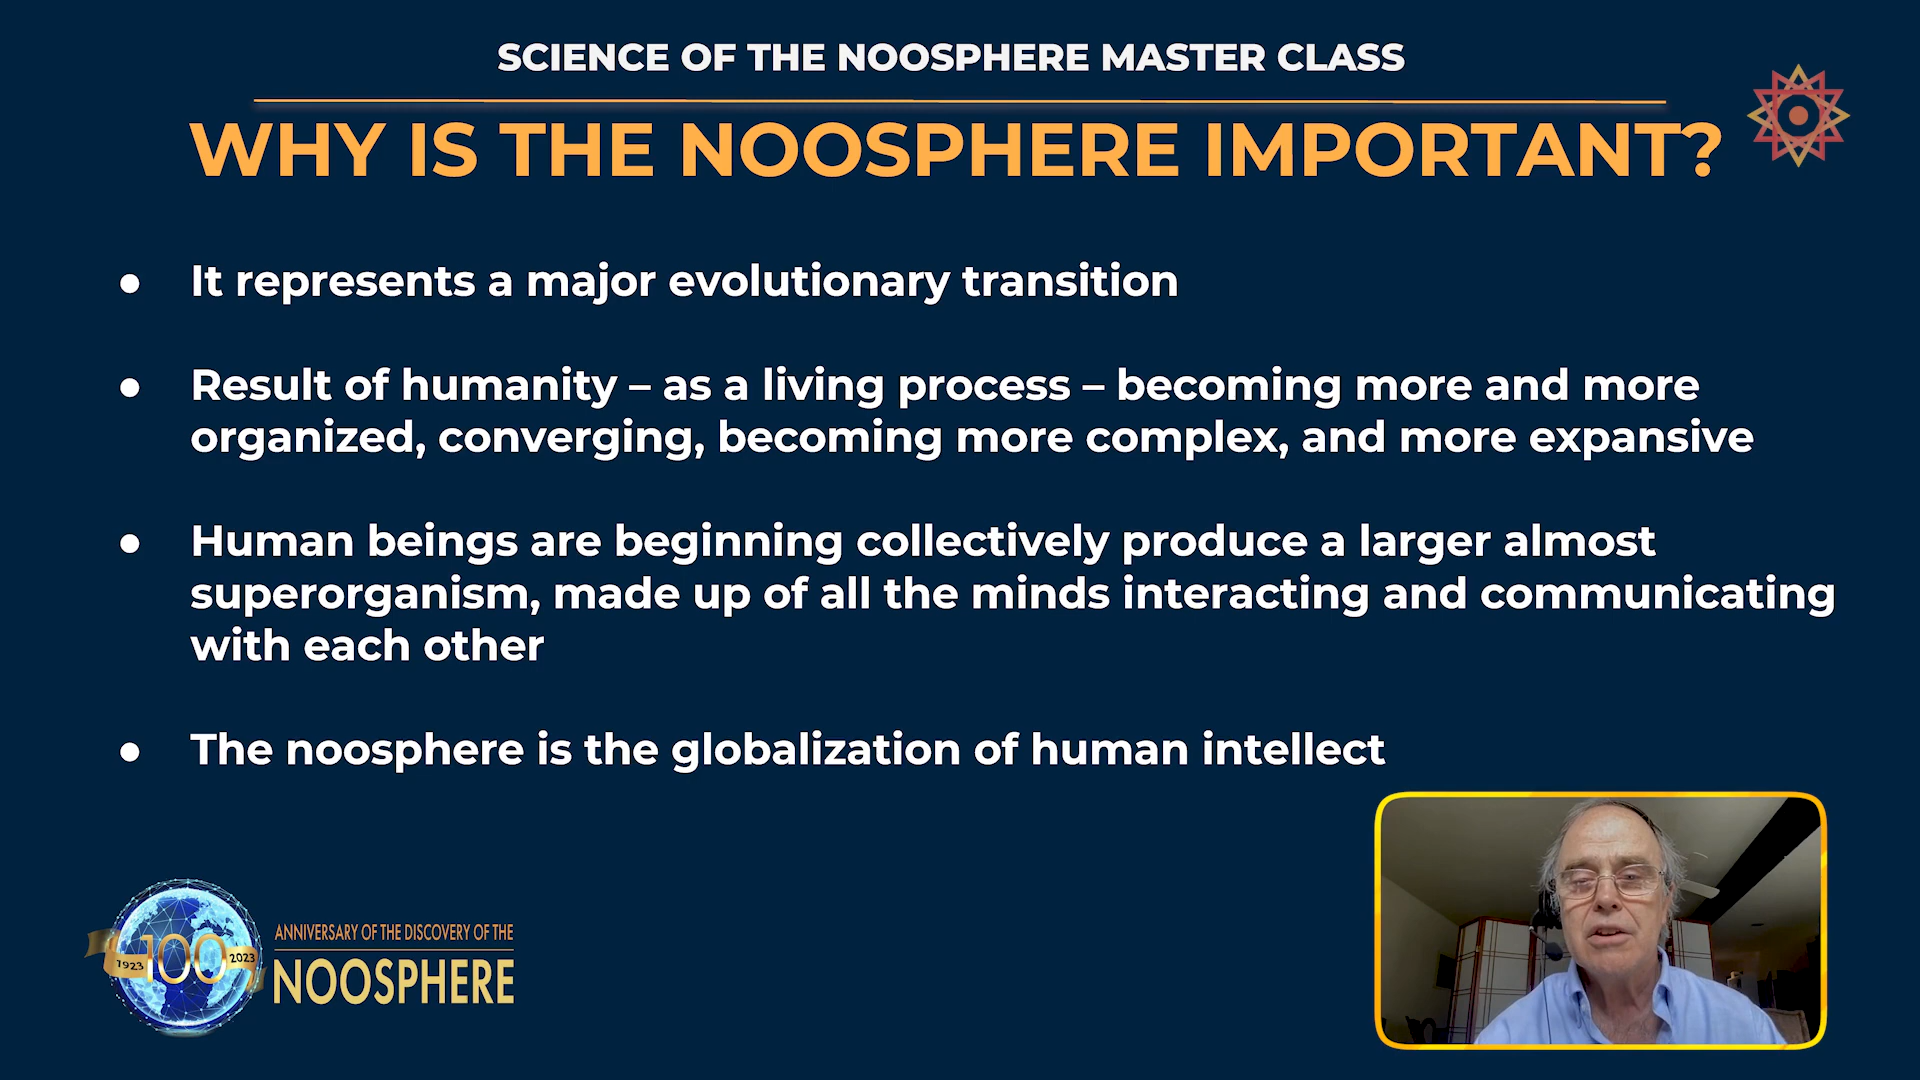 SCIENCE OF THE NOOSPHERE MASTER CLASS
WHY IS THE NOOSPHERE IMPORTANT?
● It represents a major evolutionary transition
● Result of humanity – as a living process – becoming more and more
organized, converging, becoming more complex, and more expansive
● Human beings are beginning collectively produce a larger almost
superorganism, made up of all the minds interacting and communicating
with each other
● The noosphere is the globalization of human intellect
1923 100 2023
ANNIVERSARY OF THE DISCOVERY OF THE
NOOSPHERE